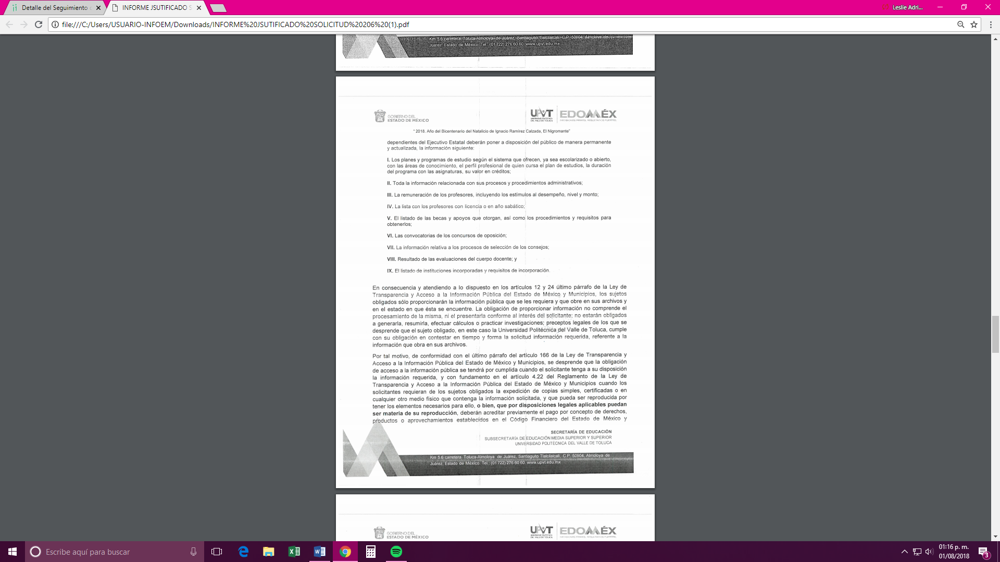 Detalle del Seguimiento
INFORME JSUTIFICADO S
Leslie Adri...
file:///C:/Users/USUARIO-INFOEM/Downloads/INFORME%20JSUTIFICADO%20SOLICITUD%20206%20(1).pdf
Km 5.6 carretera Toluca-Almoloya de Juárez, Santiaguito Tlalcilalcali, C.P. 50904, Almoloya de
Juárez, Estado de México. Tel.: (01 722) 276 60 60. www.upvt.edu.mx
GOBIERNO DEL
ESTADO DE MÉXICO
UPVT
UNIVERSIDAD POLITÉCNICA
DEL VALLE DE TOLUCA
EDOMÉX
" 2018. Año del Bicentenario del Natalicio de Ignacio Ramírez Calzada, El Nigromante"
dependientes del Ejecutivo Estatal deberán poner a disposición del público de manera permanente
y actualizada, la información siguiente:
I. Los planes y programas de estudio según el sistema que ofrecen, ya sea escolarizado o abierto,
con las áreas de conocimiento, el perfil profesional de quien cursa el plan de estudios, la duración
del programa con las asignaturas, su valor en créditos;
II. Toda la información relacionada con sus procesos y procedimientos administrativos;
III. La remuneración de los profesores, incluyendo los estímulos al desempeño, nivel y monto;
IV. La lista con los profesores con licencia o en año sabático;
V. El listado de las becas y apoyos que otorgan, así como los procedimientos y requisitos para
obtenerlos;
VI. Las convocatorias de los concursos de oposición;
VII. La información relativa a los procesos de selección de los consejos;
VIII. Resultado de las evaluaciones del cuerpo docente; y
IX. El listado de instituciones incorporadas y requisitos de incorporación.
En consecuencia y atendiendo a lo dispuesto en los artículos 12 y 24 último párrafo de la Ley de
Transparencia y Acceso a la Información Pública del Estado de México y Municipios, los sujetos
obligados sólo proporcionarán la información pública que se les requiera y que obre en sus archivos y
en el estado en que ésta se encuentre. La obligación de proporcionar información no comprende el
procesamiento de la misma, ni el presentarla conforme al interés del solicitante; no estarán obligados
a generarla, resumirla, efectuar cálculos o practicar investigaciones; preceptos legales de los que se
desprende que el sujeto obligado, en este caso la Universidad Politécnica del Valle de Toluca, cumple
con su obligación en contestar en tiempo y forma la solicitud información requerida, referente a la
información que obra en sus archivos.
Por tal motivo, de conformidad con el último párrafo del artículo 166 de la Ley de Transparencia y
Acceso a la Información Pública del Estado de México y Municipios, se desprende que la obligación
de acceso a la información pública se tendrá por cumplida cuando el solicitante tenga a su disposición
la información requerida, y con fundamento en el artículo 4.22 del Reglamento de la Ley de
Transparencia y Acceso a la Información Pública del Estado de México y Municipios cuando los
solicitantes requieran de los sujetos obligados la expedición de copias simples, certificadas o en
cualquier otro medio físico que contenga la información solicitada, y que pueda ser reproducida por
tener los elementos necesarios para ello, o bien, que por disposiciones legales aplicables puedan
ser materia de su reproducción, deberán acreditar previamente el pago por concepto de derechos,
productos o aprovechamientos establecidos en el Código Financiero del Estado de México y
SECRETARÍA DE EDUCACIÓN
SUBSECRETARÍA DE EDUCACIÓN MEDIA SUPERIOR Y SUPERIOR
UNIVERSIDAD POLITÉCNICA DEL VALLE DE TOLUCA
Km 5.6 carretera Toluca-Almoloya de Juárez, Santiaguito Tlalcilalcali, C.P. 50904, Almoloya de
Juárez, Estado de México. Tel.: (01 722) 276 60 60. www.upvt.edu.mx
GOBIERNO DEL
ESTADO DE MÉXICO
UPVT
EDOMÉX
Escribe aquí para buscar
01:16 p. m.
01/08/2018
3